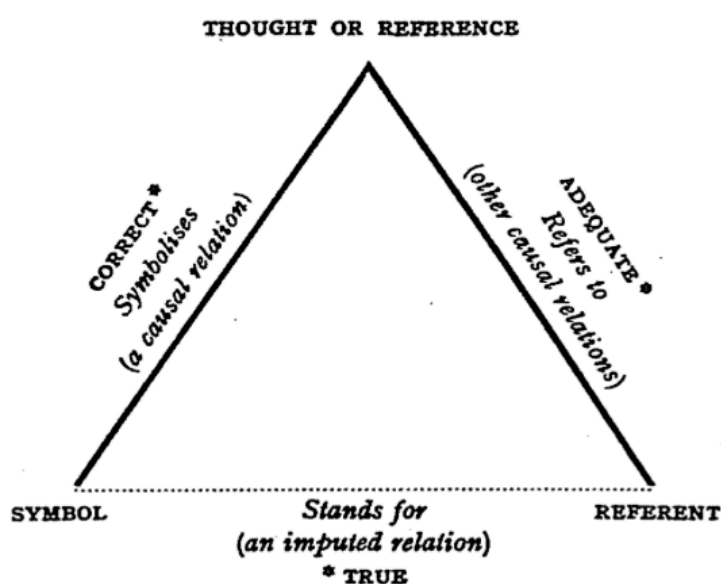 THOUGHT OR REFERENCE
CORRECT *
Symbolises
(a causal relation)
ADEQUATE *
Refers to
(other causal relations)
SYMBOL
Stands for
(an imputed relation)
* TRUE
REFERENT